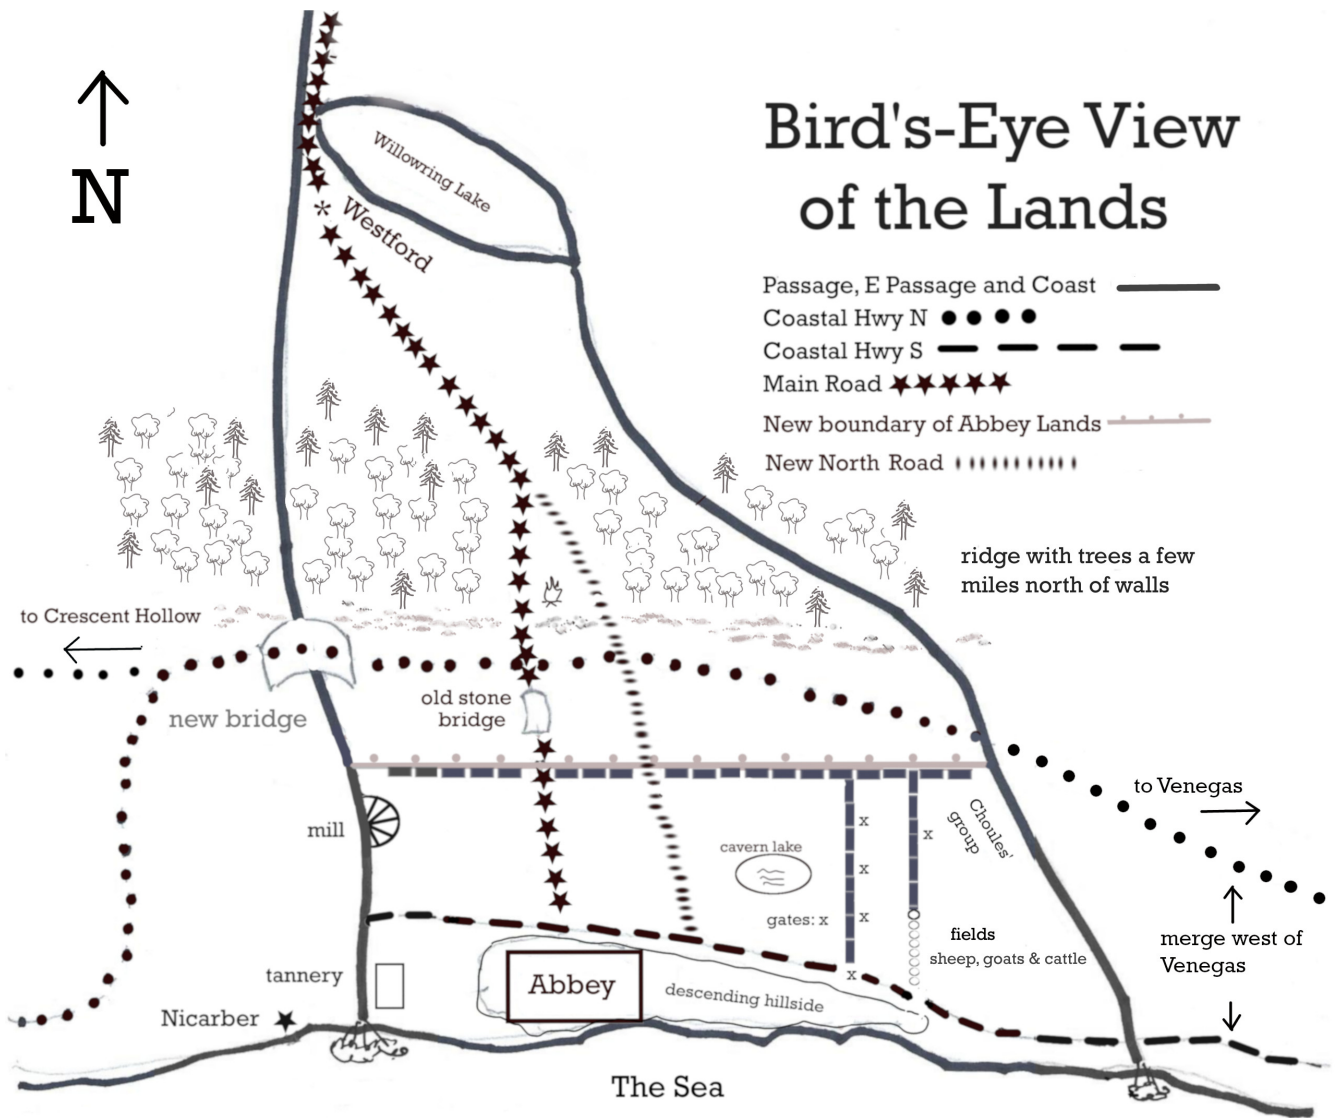 Bird's-Eye View
of the Lands
N
Willowring Lake
*
Westford
Passage, E Passage and Coast
Coastal Hwy N
Coastal Hwy S
Main Road
New boundary of Abbey Lands
New North Road
ridge with trees a few
miles north of walls
to Crescent Hollow
new bridge
old stone
bridge
to Venegas
mill
Choules'
group
cavern lake
x
x
x
x
x
gates: x
fields
sheep, goats & cattle
merge west of
Venegas
tannery
Abbey
descending hillside
Nicarber
The Sea